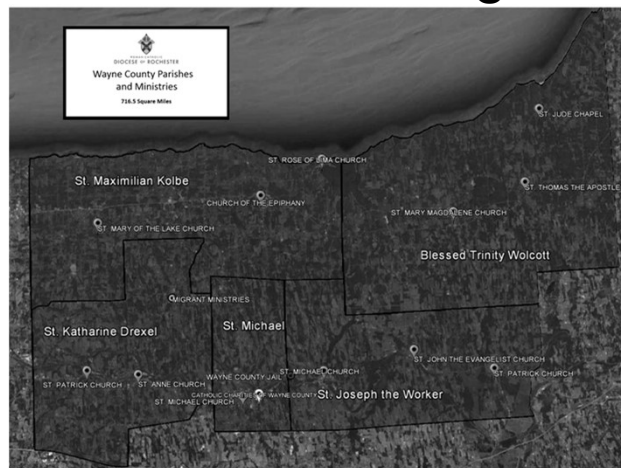 DIOCESE of ROCHESTER
Wayne County Parishes
and Ministries
716.5 Square Miles
ST. JUDE CHAPEL
ST. ROSE OF LIMA CHURCH
St. Maximilian Kolbe
ST. THOMAS THE APOSTLE
CHURCH OF THE EPIPHANY
ST. MARY MAGDALENE CHURCH
ST. MARY OF THE LAKE CHURCH
Blessed Trinity Wolcott
MIGRANT MINISTRIES
St. Katharine Drexel
St. Michael
ST. JOHN THE EVANGELIST CHURCH
ST. MICHAEL CHURCH
ST. PATRICK CHURCH
WAYNE COUNTY JAIL
ST. PATRICK CHURCH
ST. ANNE CHURCH
CATHOLIC CHARITIES OF WAYNE COUNTY
St. Joseph the Worker
ST. MICHAEL CHURCH